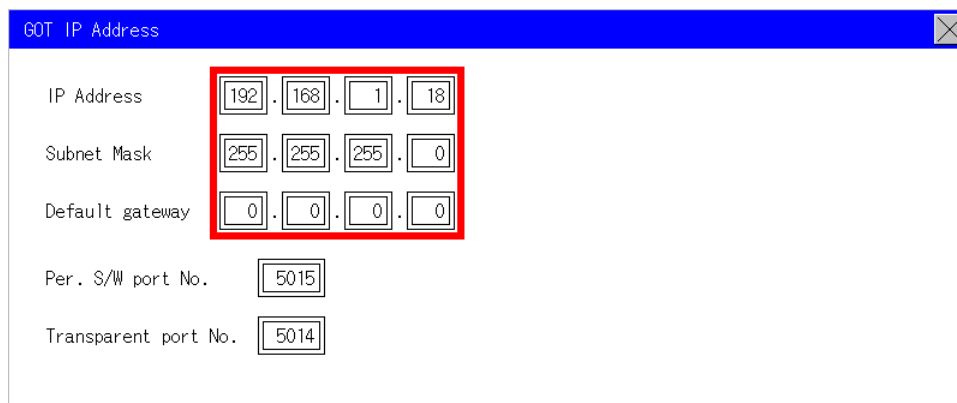 GOT IP Address
IP Address 192 . 168 . 1 . 18
Subnet Mask 255 . 255 . 255 . 0
Default gateway 0 . 0 . 0 . 0
Per. S/W port No. 5015
Transparent port No. 5014